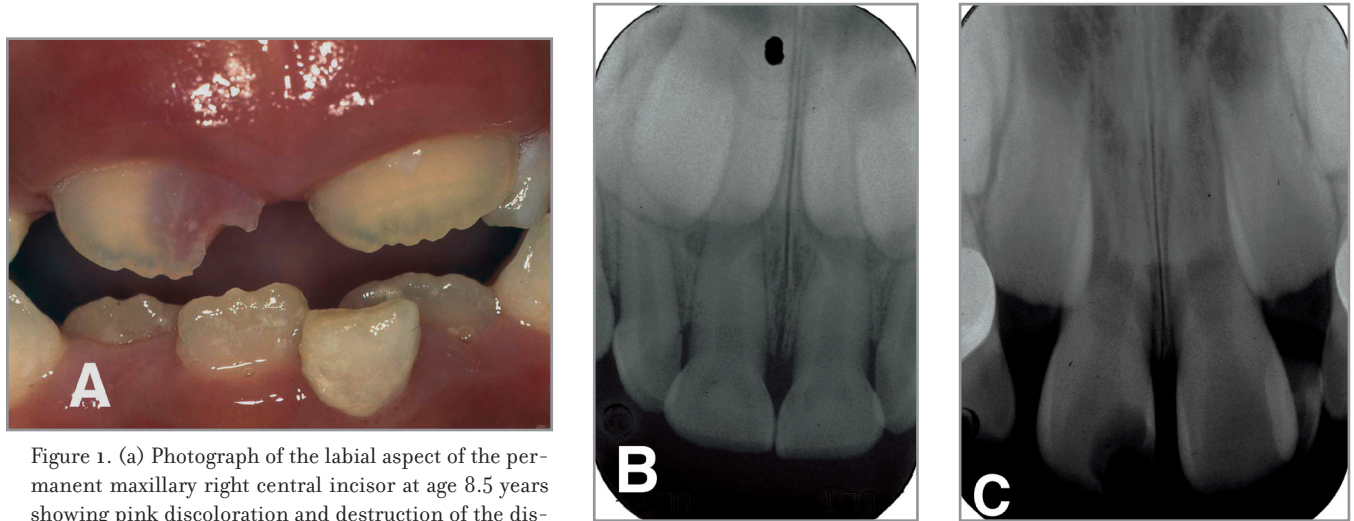 A
B
C
Figure 1. (a) Photograph of the labial aspect of the per-
manent maxillary right central incisor at age 8.5 years
showing pink discoloration and destruction of the dis-